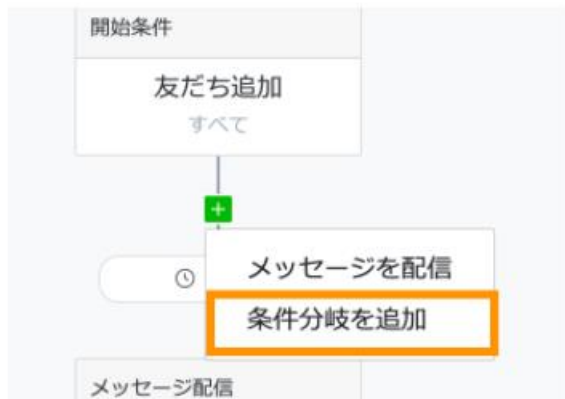 開始条件
友だち追加
すべて
メッセージを配信
条件分岐を追加
メッセージ配信